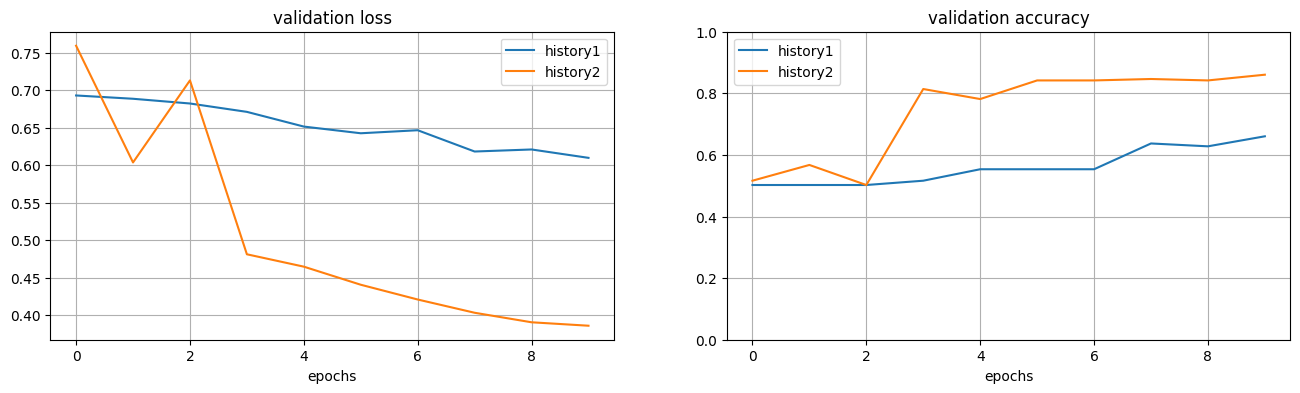 validation loss
0.75
0.70
0.65
0.60
0.55
0.50
0.45
0.40
0 2 4 6 8
epochs
history1
history2
validation accuracy
1.0
0.8
0.6
0.4
0.2
0.0
0 2 4 6 8
epochs
history1
history2